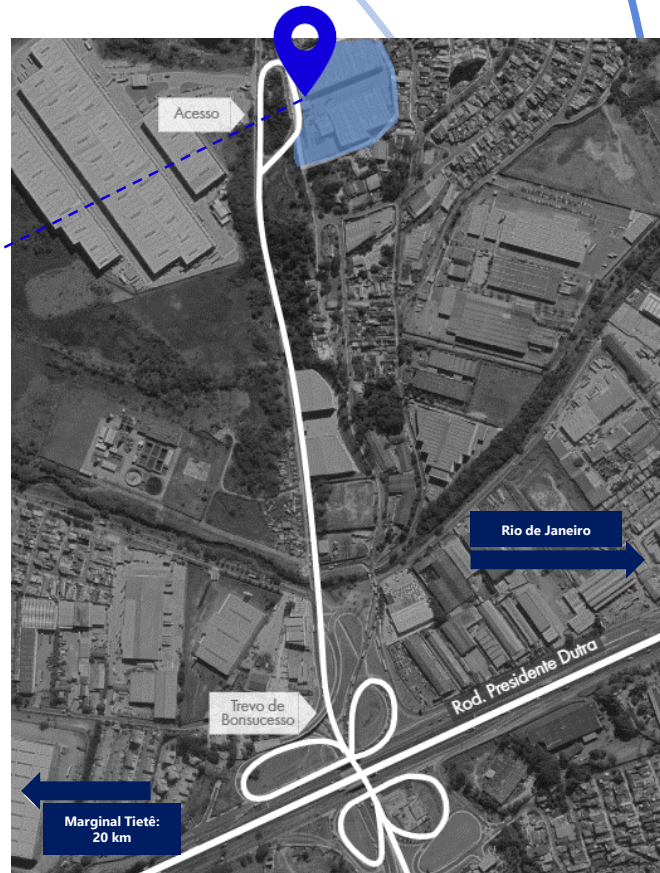 Acesso
Rio de Janeiro
Rod. Presidente Dutra
Trevo de
Bonsucesso
Marginal Tietê:
20 km